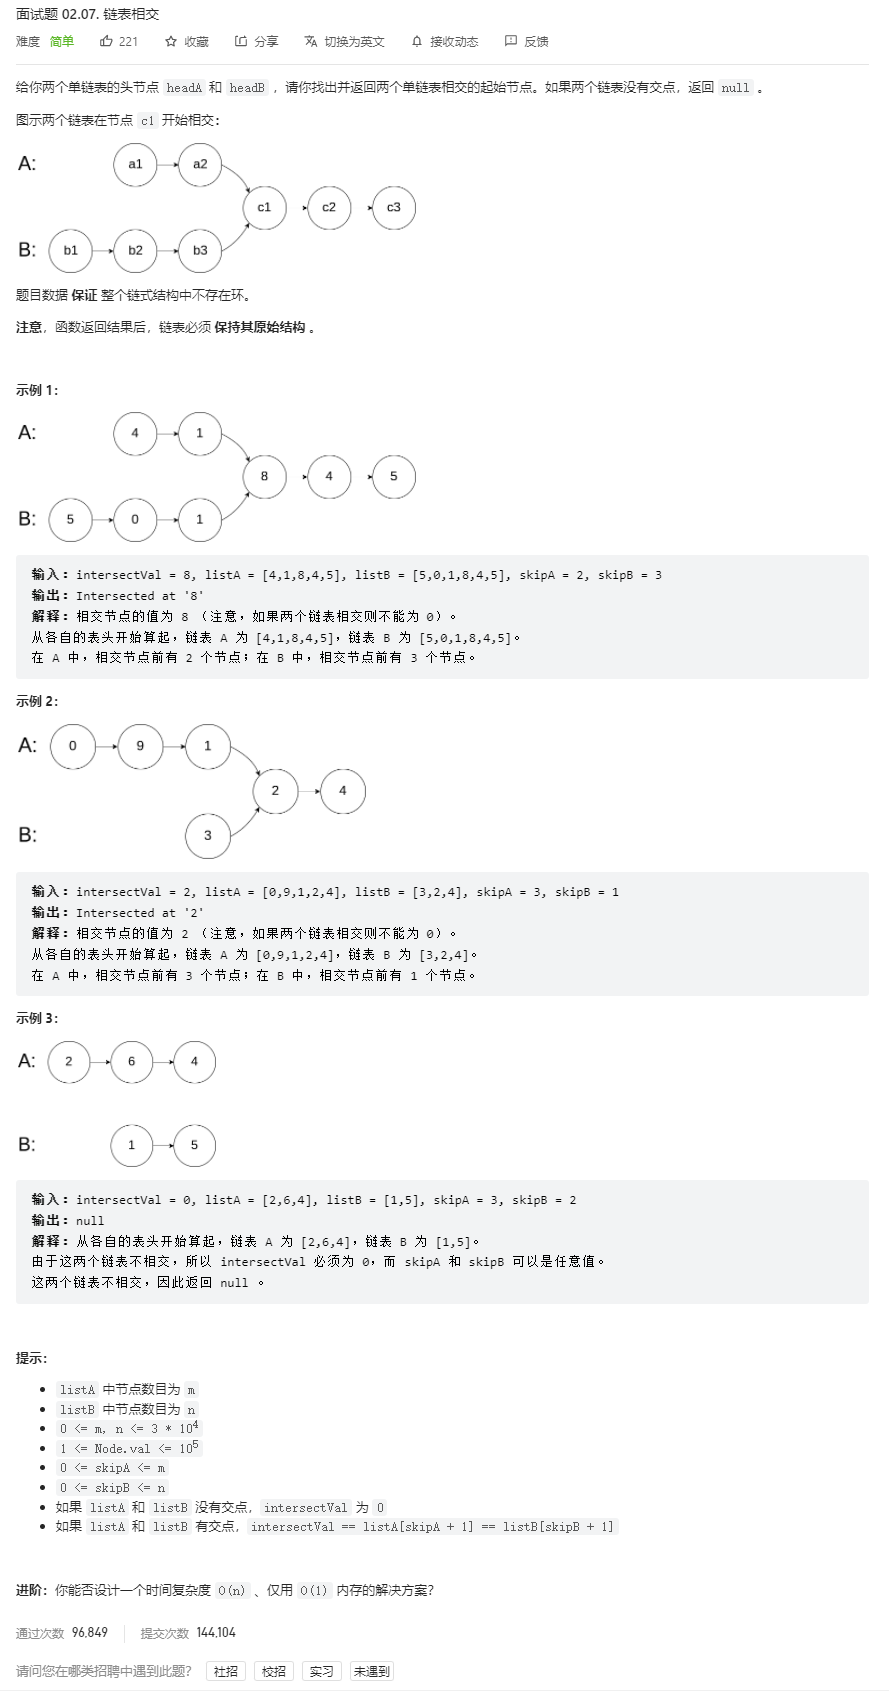 面试题 02.07. 链表相交
难度 简单 221 收藏 分享 切换为英文 接收动态 反馈
给你两个单链表的头节点 headA 和 headB ，请你找出并返回两个单链表相交的起始节点。如果两个链表没有交点，返回 null 。
图示两个链表在节点 c1 开始相交：
A: a1 a2
c1 c2 c3
B: b1 b2 b3
题目数据 保证 整个链式结构中不存在环。
注意，函数返回结果后，链表必须 保持其原始结构 。
示例 1：
A: 4 1
8 4 5
B: 5 0 1
输入：intersectVal = 8, listA = [4,1,8,4,5], listB = [5,0,1,8,4,5], skipA = 2, skipB = 3
输出：Intersected at '8'
解释：相交节点的值为 8 （注意，如果两个链表相交则不能为 0）。
从各自的表头开始算起，链表 A 为 [4,1,8,4,5]，链表 B 为 [5,0,1,8,4,5]。
在 A 中，相交节点前有 2 个节点；在 B 中，相交节点前有 3 个节点。
示例 2：
A: 0 9 1
2 4
B: 3
输入：intersectVal = 2, listA = [0,9,1,2,4], listB = [3,2,4], skipA = 3, skipB = 1
输出：Intersected at '2'
解释：相交节点的值为 2 （注意，如果两个链表相交则不能为 0）。
从各自的表头开始算起，链表 A 为 [0,9,1,2,4]，链表 B 为 [3,2,4]。
在 A 中，相交节点前有 3 个节点；在 B 中，相交节点前有 1 个节点。
示例 3：
A: 2 6 4
B: 1 5
输入：intersectVal = 0, listA = [2,6,4], listB = [1,5], skipA = 3, skipB = 2
输出：null
解释：从各自的表头开始算起，链表 A 为 [2,6,4]，链表 B 为 [1,5]。
由于这两个链表不相交，所以 intersectVal 必须为 0，而 skipA 和 skipB 可以是任意值。
这两个链表不相交，因此返回 null 。
提示：
• listA 中节点数目为 m
• listB 中节点数目为 n
• 0 <= m, n <= 3 * 10⁴
• 1 <= Node.val <= 10⁵
• 0 <= skipA <= m
• 0 <= skipB <= n
• 如果 listA 和 listB 没有交点，intersectVal 为 0
• 如果 listA 和 listB 有交点，intersectVal == listA[skipA + 1] == listB[skipB + 1]
进阶：你能否设计一个时间复杂度 O(n) 、仅用 O(1) 内存的解决方案？
通过次数 96,849 提交次数 144,104
请问您在哪类招聘中遇到此题？ 社招 校招 实习 未遇到